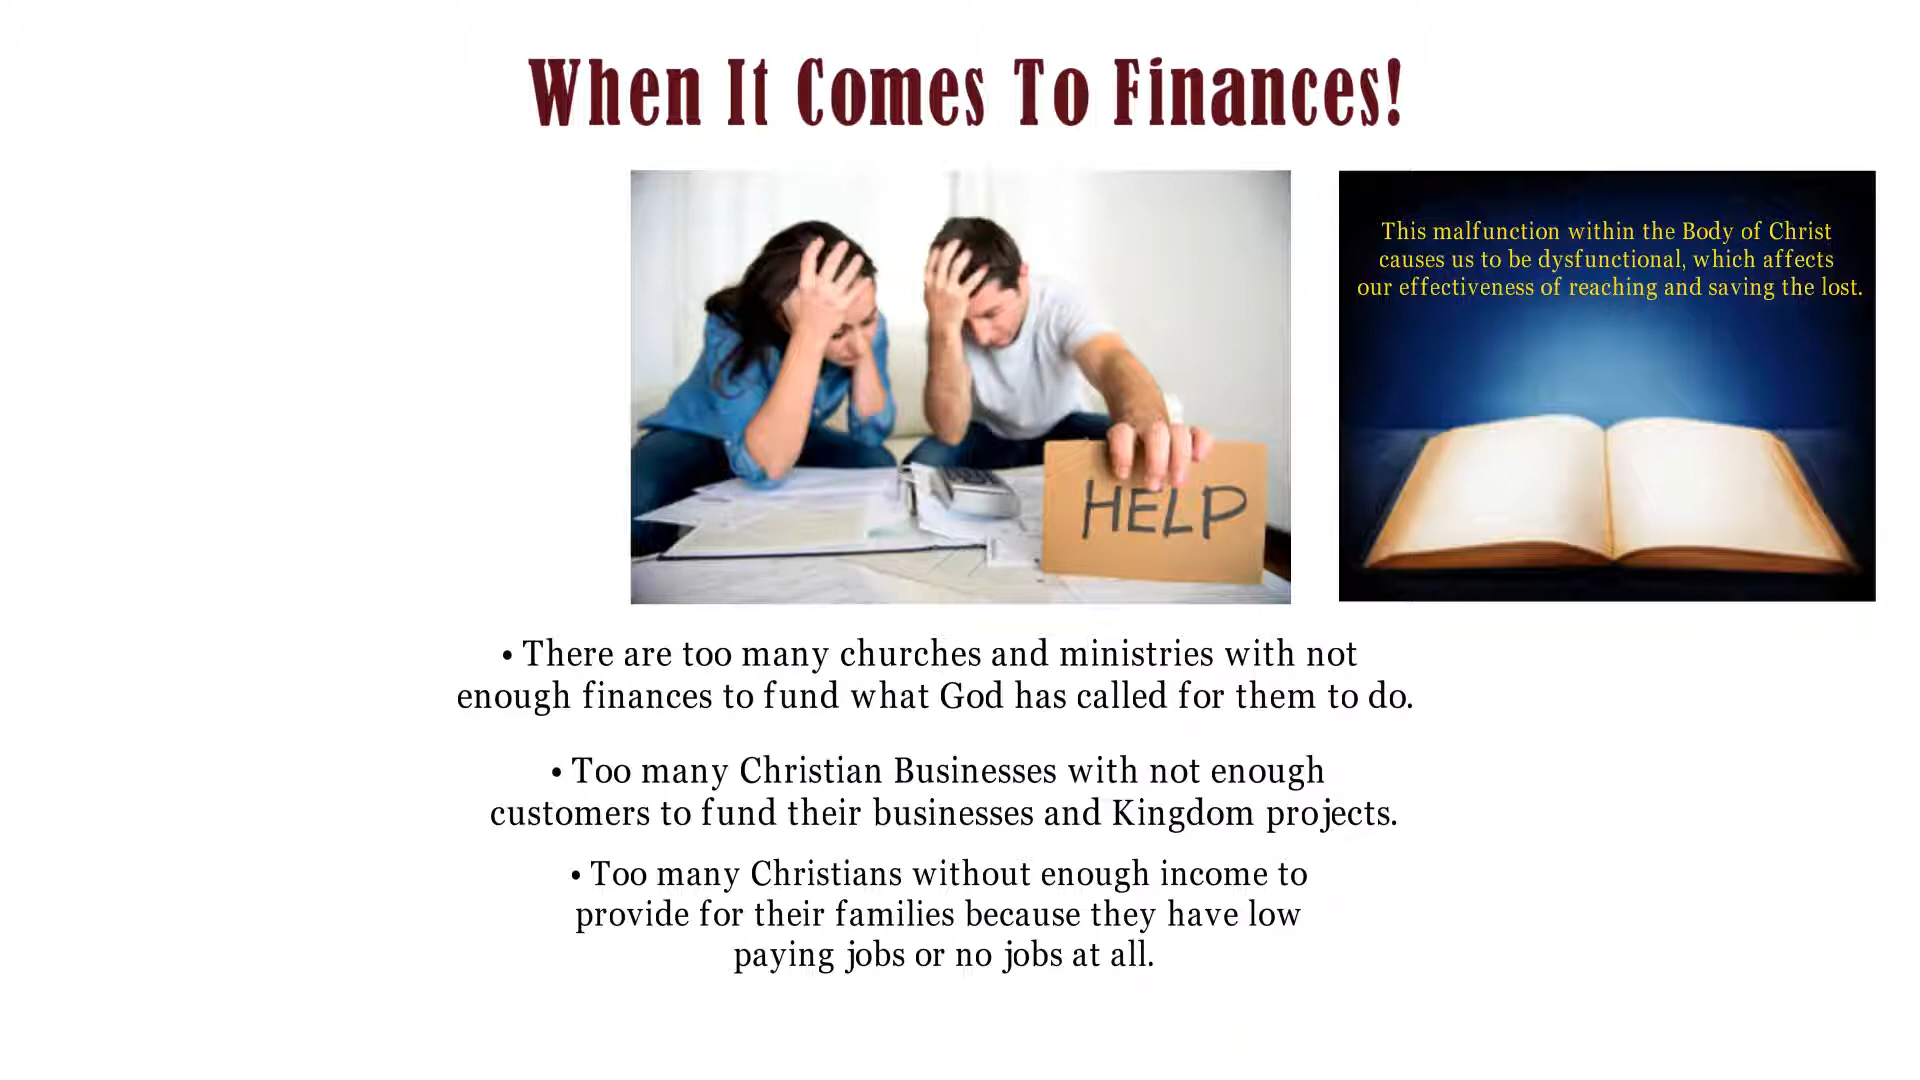 When It Comes To Finances!
This malfunction within the Body of Christ
causes us to be dysfunctional, which affects
our effectiveness of reaching and saving the lost.
HELP
• There are too many churches and ministries with not
enough finances to fund what God has called for them to do.
• Too many Christian Businesses with not enough
customers to fund their businesses and Kingdom projects.
• Too many Christians without enough income to
provide for their families because they have low
paying jobs or no jobs at all.